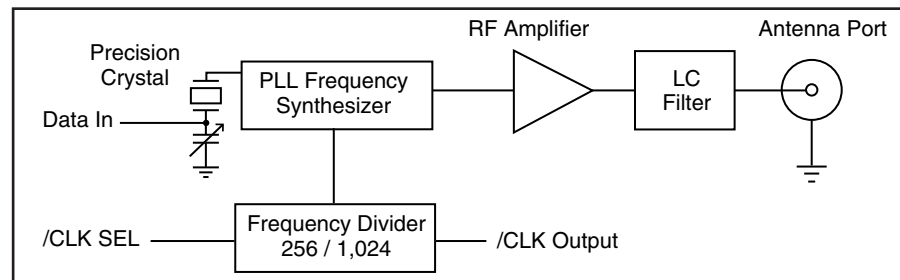 RF Amplifier
Antenna Port
Precision
Crystal
PLL Frequency
Synthesizer
LC
Filter
Data In
Frequency Divider
256 / 1,024
/CLK SEL
/CLK Output